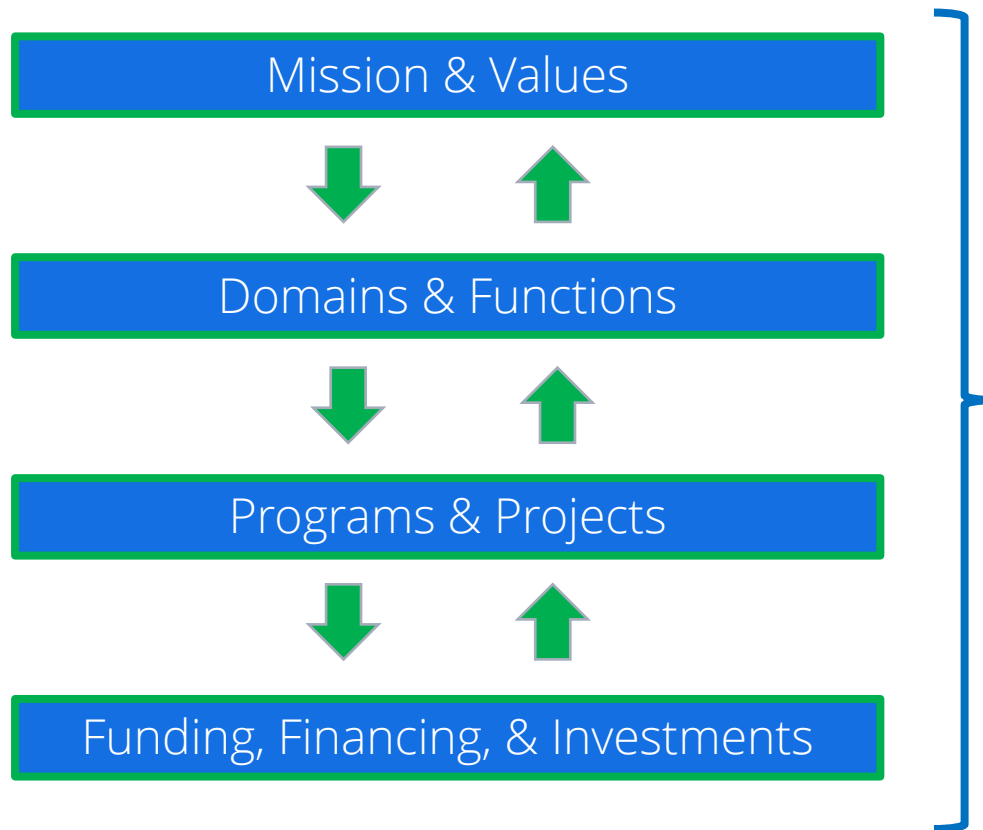 Mission & Values
Domains & Functions
Programs & Projects
Funding, Financing, & Investments